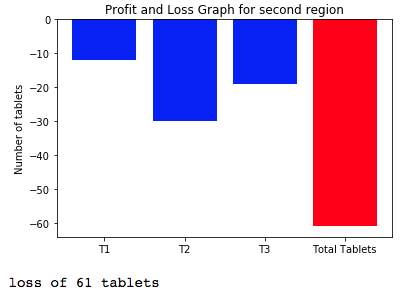 Profit and Loss Graph for second region
Number of tablets
0
−10
−20
−30
−40
−50
−60
T1 T2 T3 Total Tablets
loss of 61 tablets